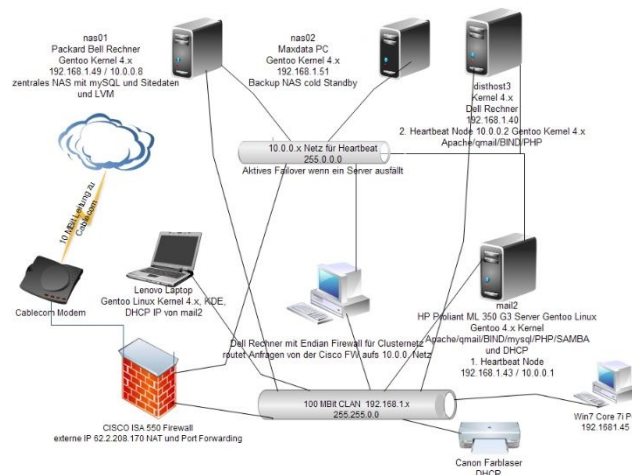 nas01
Packard Bell Rechner
Gentoo Kernel 4.x
192.168.1.49 / 10.0.0.8
zentrales NAS mit mySQL und Sitedaten
und LVM
nas02
Maxdata PC
Gentoo Kernel 4.x
192.168.1.51
Backup NAS cold Standby
disthost3
Kernel 4.x
Dell Rechner
192.168.1.40
2. Heartbeat Node 10.0.0.2 Gentoo Kernel 4.x
Apache/qmail/BIND/PHP
10.0.0.x Netz für Heartbeat
255.0.0.0
Aktives Failover wenn ein Server ausfällt
10 MBit Leitung zu
Cablecom
Cablecom Modem
Lenovo Laptop
Gentoo Linux Kernel 4.x, KDE,
DHCP IP von mail2
Dell Rechner mit Endian Firewall für Clusternetz
routet Anfragen von der Cisco FW aufs 10.0.0. Netz
mail2
HP Proliant ML 350 G3 Server Gentoo Linux
Gentoo 4.x Kernel
Apache/qmail/BIND/mysql/PHP/SAMBA
und DHCP
1. Heartbeat Node
192.168.1.43 / 10.0.0.1
100 MBit CLAN 192.168.1.x
255.255.0.0
CISCO ISA 550 Firewall
externe IP 62.2.208.170 NAT und Port Forwarding
Win7 Core 7i P
192.1681.45
Canon Farblaser
DHCP